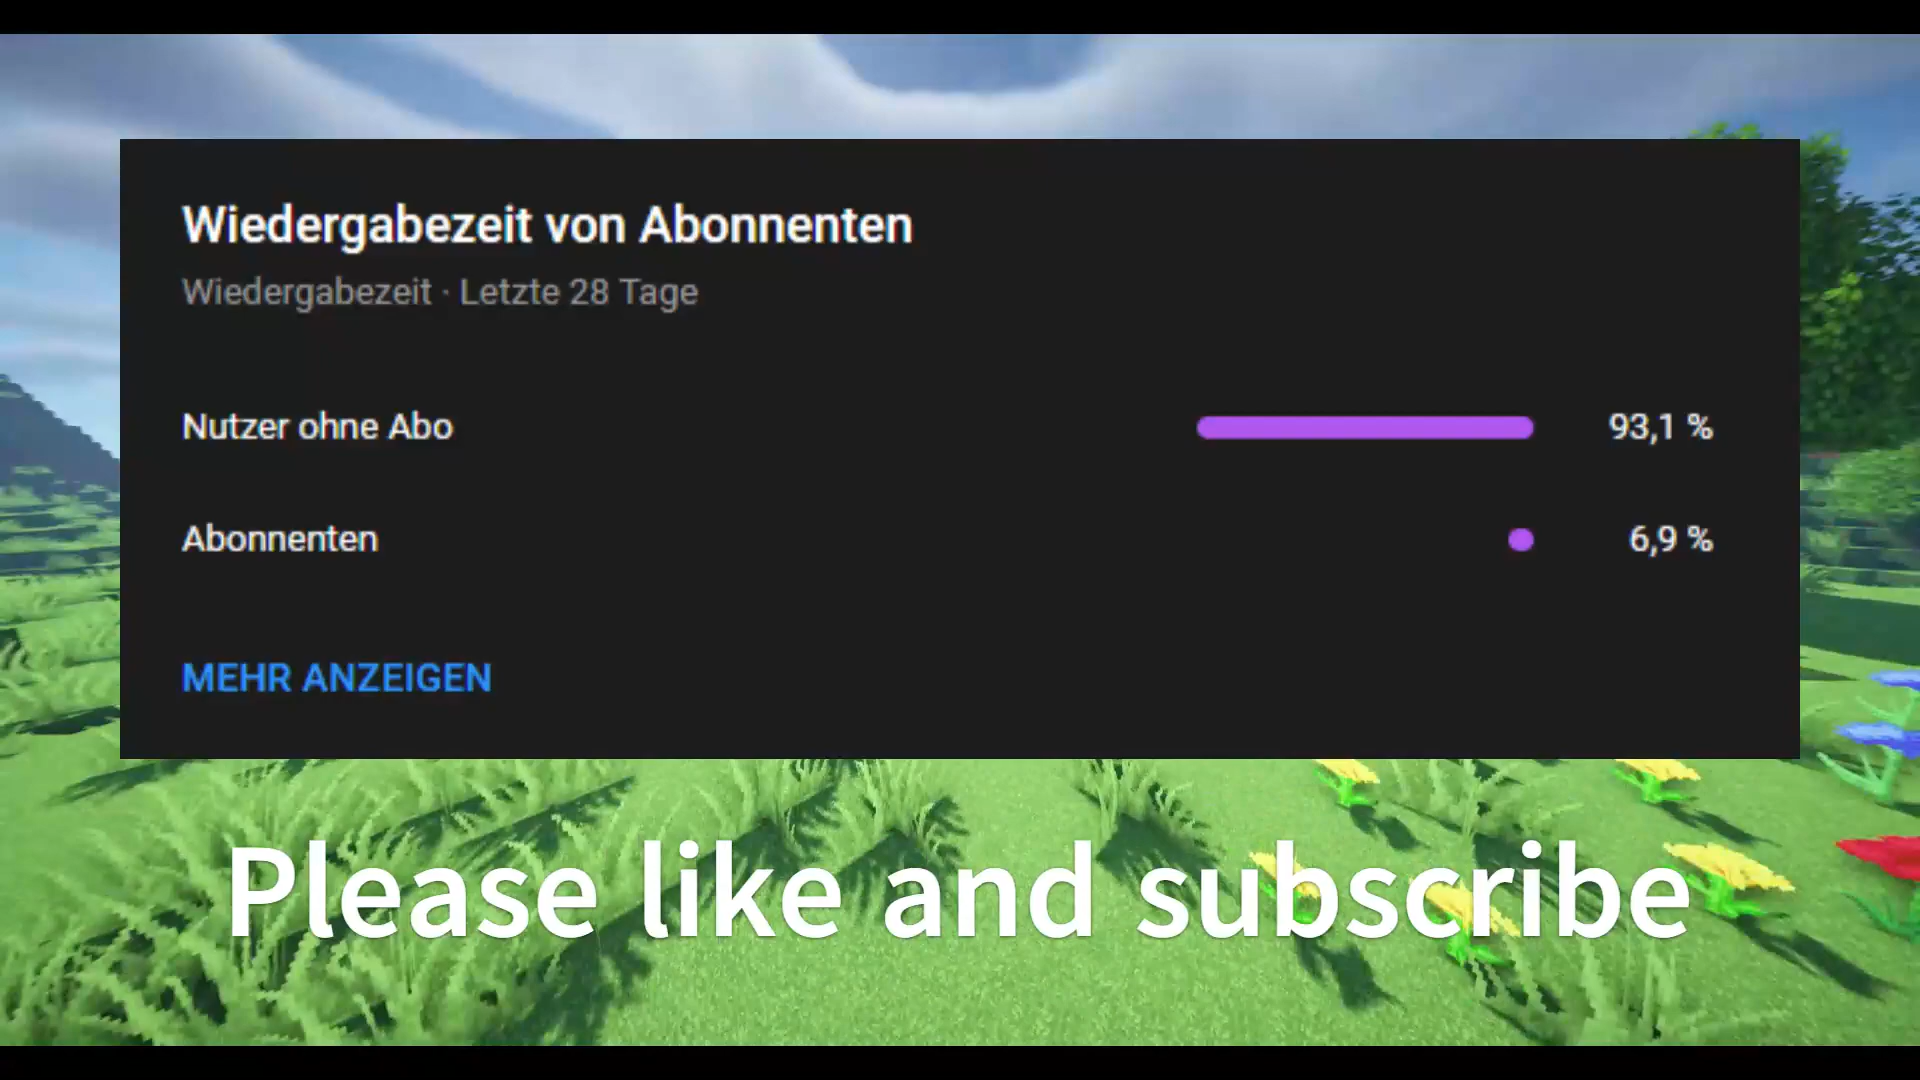 Wiedergabezeit von Abonnenten
Wiedergabezeit · Letzte 28 Tage
Nutzer ohne Abo 93,1 %
Abonnenten 6,9 %
MEHR ANZEIGEN
Please like and subscribe